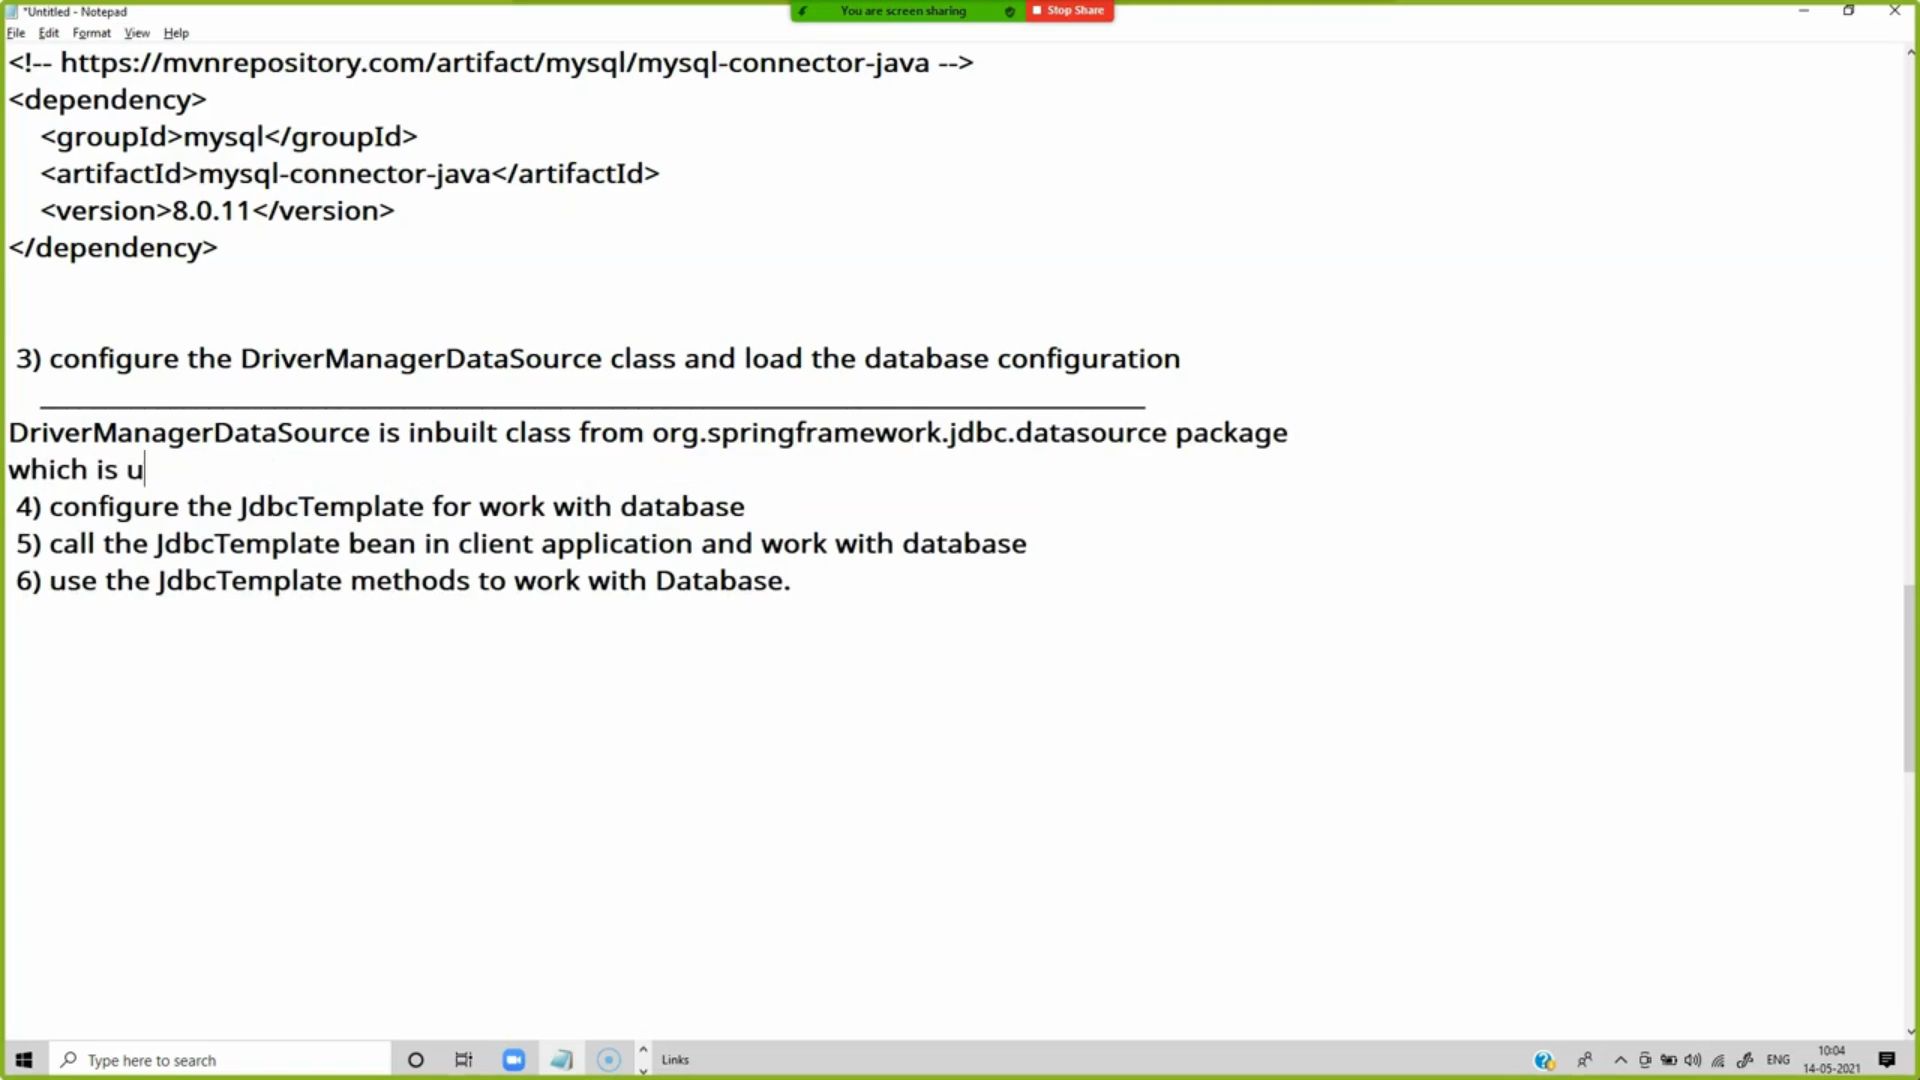 *Untitled - Notepad
You are screen sharing
Stop Share
File Edit Format View Help
<!-- https://mvnrepository.com/artifact/mysql/mysql-connector-java -->
<dependency>
<groupId>mysql</groupId>
<artifactId>mysql-connector-java</artifactId>
<version>8.0.11</version>
</dependency>
3) configure the DriverManagerDataSource class and load the database configuration
DriverManagerDataSource is inbuilt class from org.springframework.jdbc.datasource package
which is u
4) configure the JdbcTemplate for work with database
5) call the JdbcTemplate bean in client application and work with database
6) use the JdbcTemplate methods to work with Database.
Type here to search
Links
ENG
10:04
14-05-2021